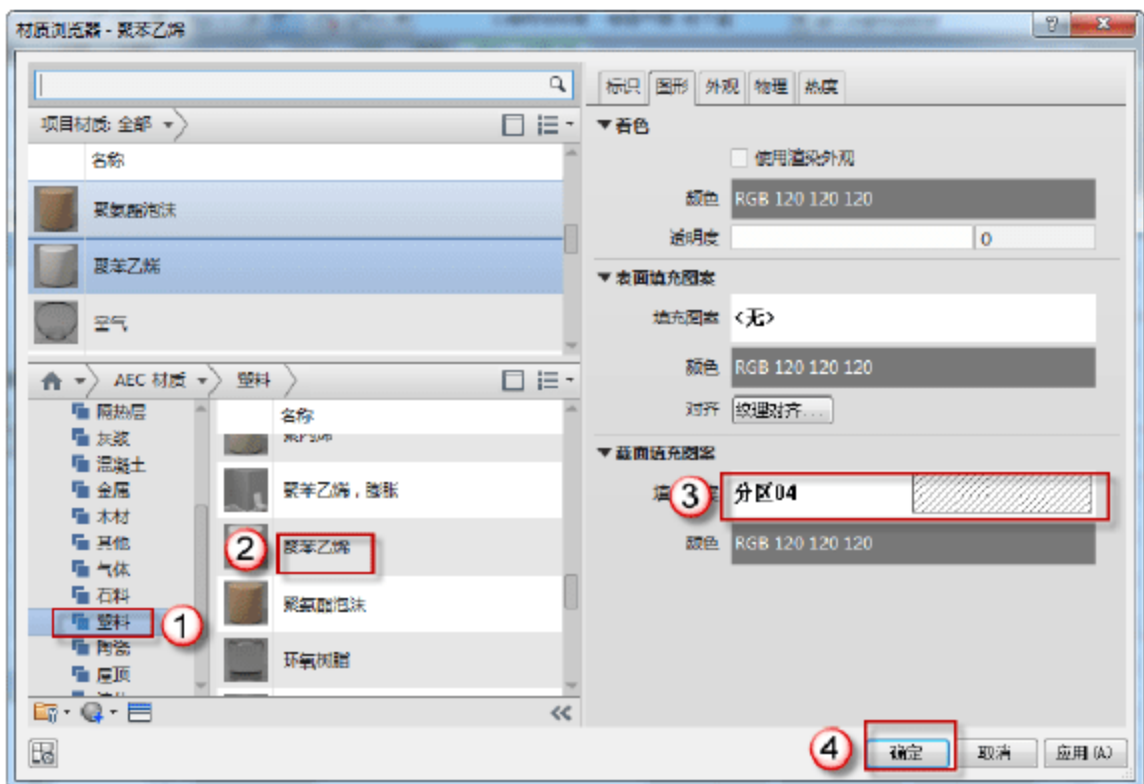 材质浏览器 - 聚苯乙烯
项目材质: 全部
名称
聚氨酯泡沫
聚苯乙烯
空气
AEC 材质 塑料
隔热层
灰浆
混凝土
金属
木材
其他
气体
石料
塑料
陶瓷
屋顶
名称
聚苯乙烯，膨胀
聚苯乙烯
聚氨酯泡沫
环氧树脂
1
2
标识 图形 外观 物理 热度
着色
使用渲染外观
颜色 RGB 120 120 120
透明度 0
表面填充图案
填充图案 <无>
颜色 RGB 120 120 120
对齐 纹理对齐...
截面填充图案
3 分区04
颜色 RGB 120 120 120
4 确定 取消 应用 (A)